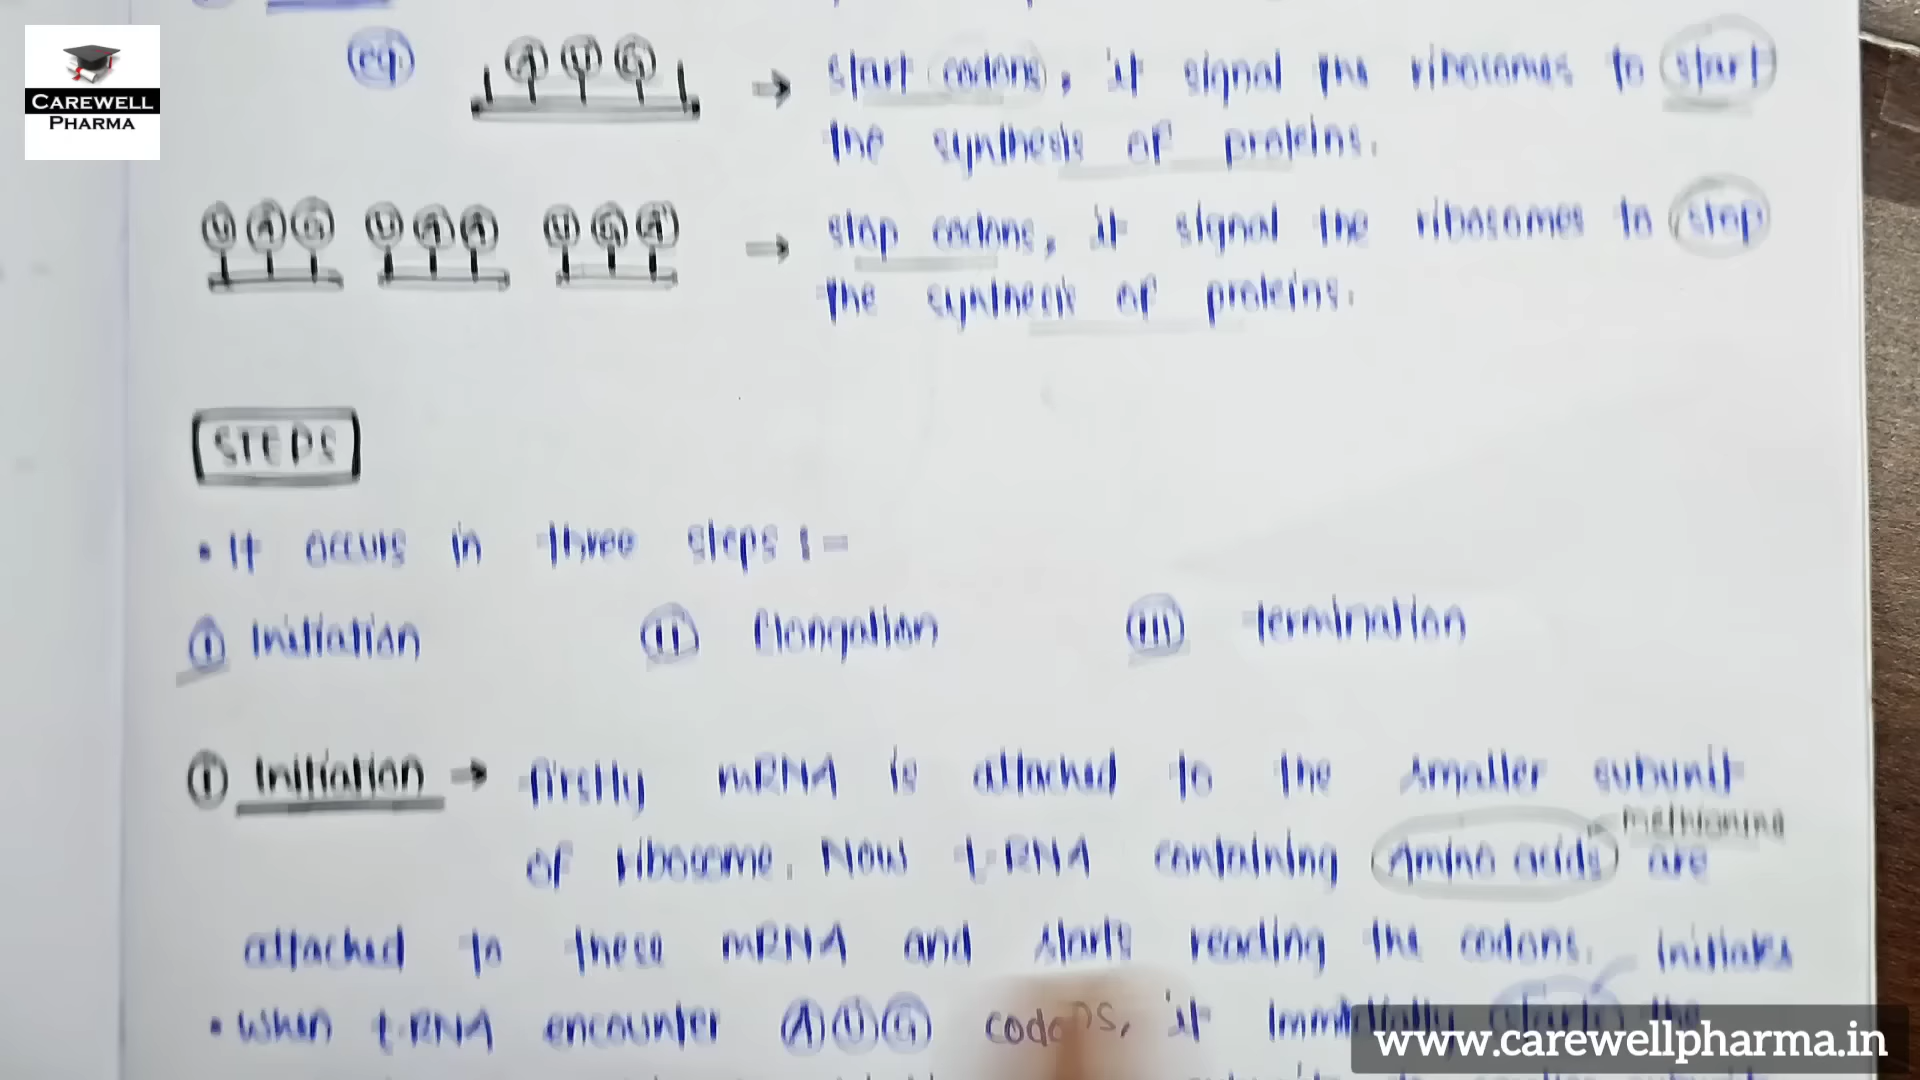 CAREWELL
PHARMA
eg.
A U G → start codons, it signal the ribosomes to start
the synthesis of proteins.
U A G U A A U G A → stop codons, it signal the ribosomes to stop
the synthesis of proteins.
STEPS
• It occurs in three steps :-
(i) Initiation (ii) Elongation (iii) termination
(i) Initiation → firstly mRNA is attached to the smaller subunit
methionine
of ribosome. Now t-RNA containing Amino acids are
attached to these mRNA and starts reading the codons. initiates
• When t-RNA encounter A U G codons, it immediatly starts the
www.carewellpharma.in